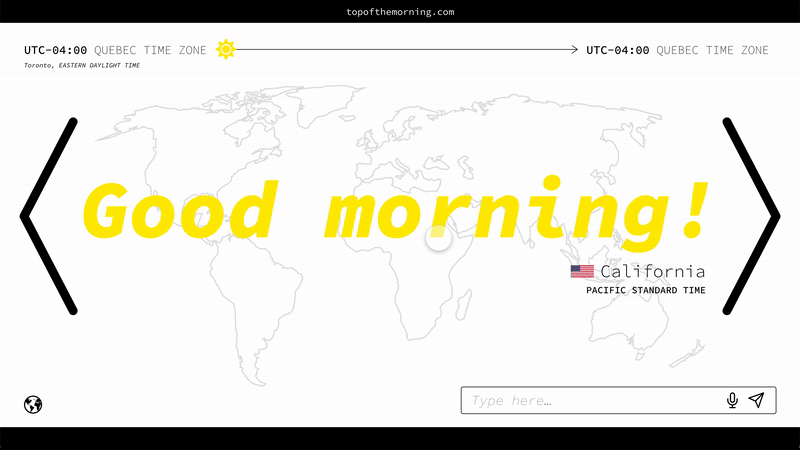 topofthemorning.com
UTC-04:00 QUEBEC TIME ZONE
UTC-04:00 QUEBEC TIME ZONE
Toronto, EASTERN DAYLIGHT TIME
Good morning!
California
PACIFIC STANDARD TIME
Type here…